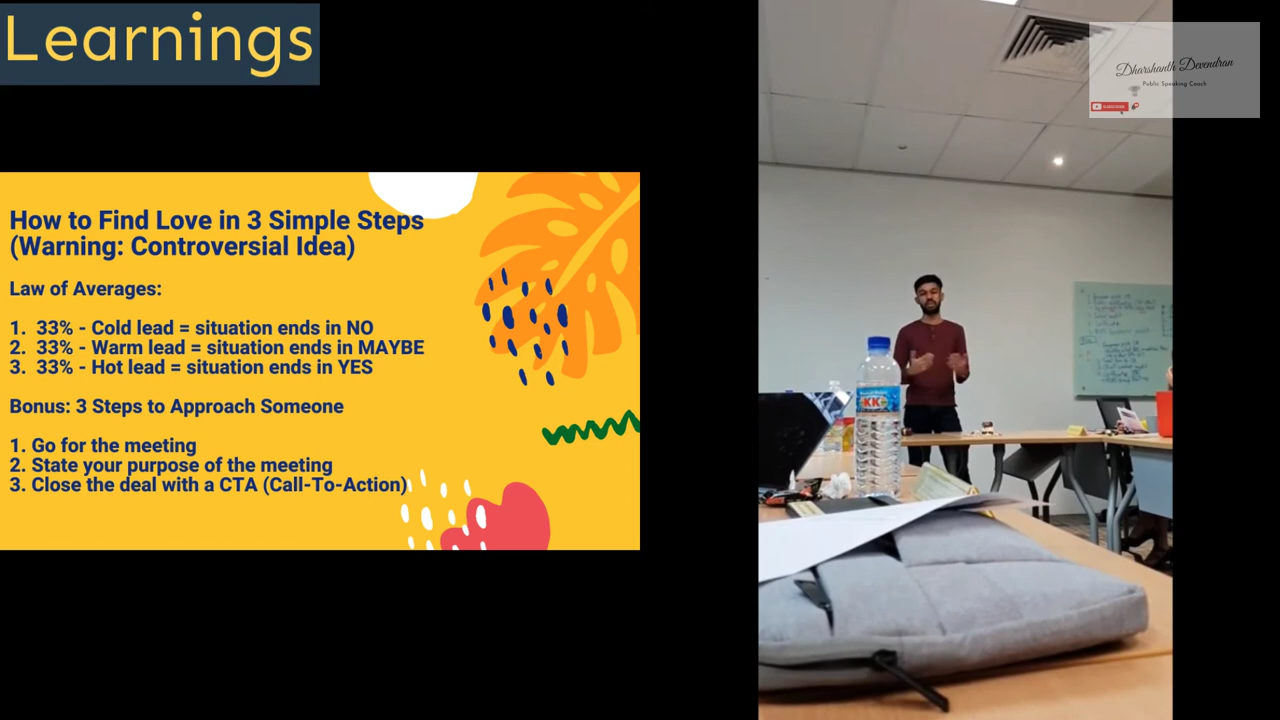 Learnings
How to Find Love in 3 Simple Steps
(Warning: Controversial Idea)
Law of Averages:
1. 33% - Cold lead = situation ends in NO
2. 33% - Warm lead = situation ends in MAYBE
3. 33% - Hot lead = situation ends in YES
Bonus: 3 Steps to Approach Someone
1. Go for the meeting
2. State your purpose of the meeting
3. Close the deal with a CTA (Call-To-Action)
Dharshanth Devendran
Public Speaking Coach
KK